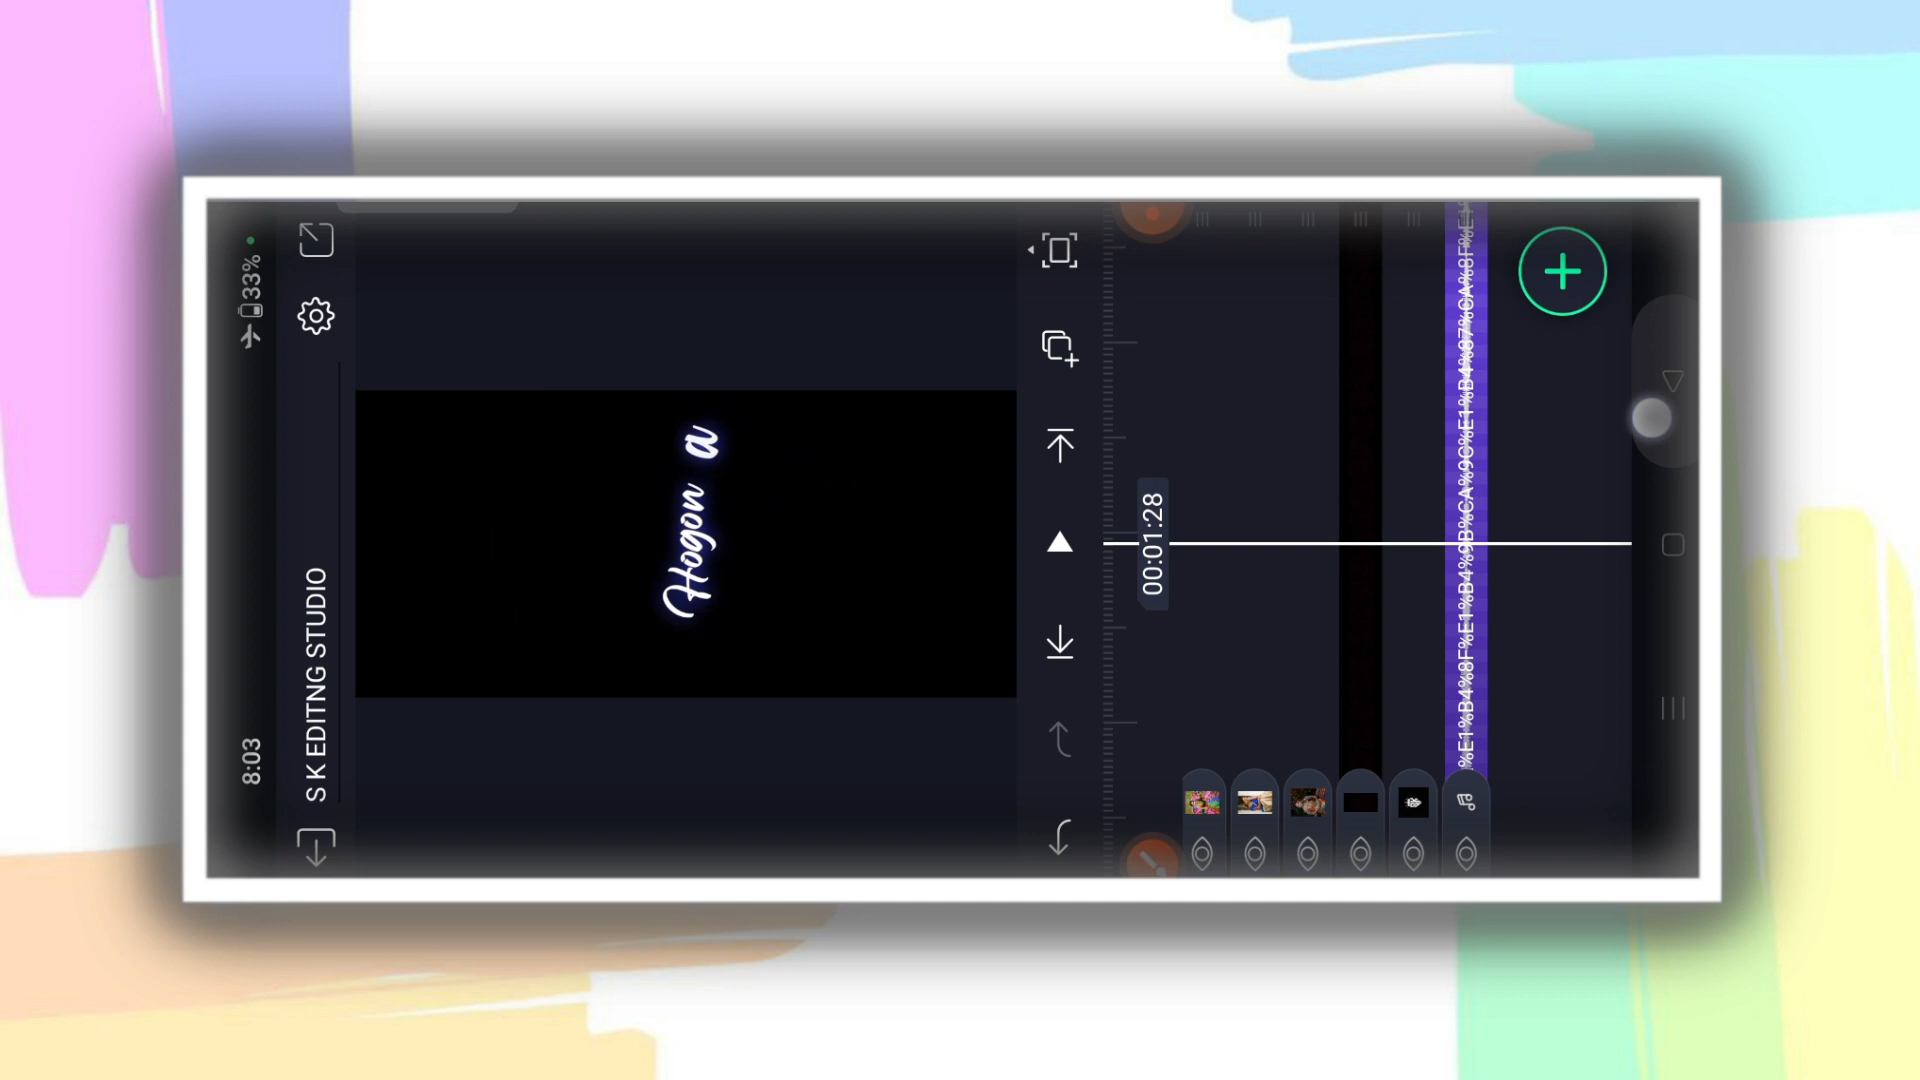 8:03
33%
S K EDITNG STUDIO
Hogon a
00:01:28
%E1%B4%8F%E1%B4%9B%CA%9C%E1%B4%87%CA%8F%E1